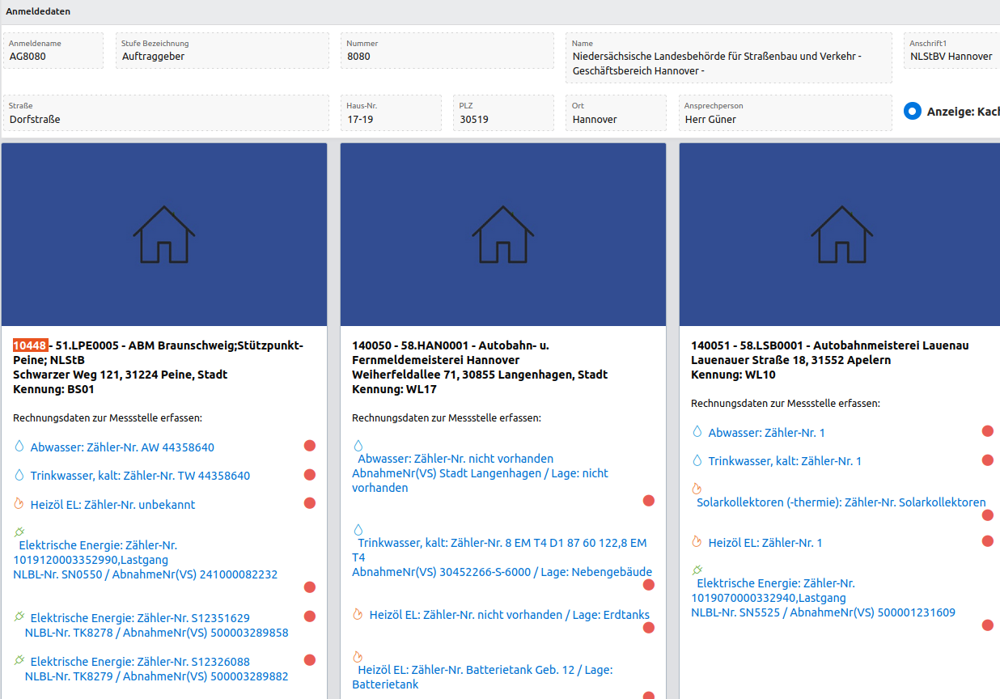 Anmeldedaten
Anmeldename
AG8080
Stufe Bezeichnung
Auftraggeber
Nummer
8080
Name
Niedersächsische Landesbehörde für Straßenbau und Verkehr -
Geschäftsbereich Hannover -
Anschrift1
NLStBV Hannover
Straße
Dorfstraße
Haus-Nr.
17-19
PLZ
30519
Ort
Hannover
Ansprechperson
Herr Güner
Anzeige: Kach
10448 - 51.LPE0005 - ABM Braunschweig;Stützpunkt-
Peine; NLStB
Schwarzer Weg 121, 31224 Peine, Stadt
Kennung: BS01
Rechnungsdaten zur Messstelle erfassen:
Abwasser: Zähler-Nr. AW 44358640
Trinkwasser, kalt: Zähler-Nr. TW 44358640
Heizöl EL: Zähler-Nr. unbekannt
Elektrische Energie: Zähler-Nr.
1019120003352990,Lastgang
NLBL-Nr. SN0550 / AbnahmeNr(VS) 241000082232
Elektrische Energie: Zähler-Nr. S12351629
NLBL-Nr. TK8278 / AbnahmeNr(VS) 500003289858
Elektrische Energie: Zähler-Nr. S12326088
NLBL-Nr. TK8279 / AbnahmeNr(VS) 500003289882
140050 - 58.HAN0001 - Autobahn- u.
Fernmeldemeisterei Hannover
Weiherfeldallee 71, 30855 Langenhagen, Stadt
Kennung: WL17
Rechnungsdaten zur Messstelle erfassen:
Abwasser: Zähler-Nr. nicht vorhanden
AbnahmeNr(VS) Stadt Langenhagen / Lage: nicht
vorhanden
Trinkwasser, kalt: Zähler-Nr. 8 EM T4 D1 87 60 122,8 EM
T4
AbnahmeNr(VS) 30452266-S-6000 / Lage: Nebengebäude
Heizöl EL: Zähler-Nr. nicht vorhanden / Lage: Erdtanks
Heizöl EL: Zähler-Nr. Batterietank Geb. 12 / Lage:
Batterietank
140051 - 58.LSB0001 - Autobahnmeisterei Lauenau
Lauenauer Straße 18, 31552 Apelern
Kennung: WL10
Rechnungsdaten zur Messstelle erfassen:
Abwasser: Zähler-Nr. 1
Trinkwasser, kalt: Zähler-Nr. 1
Solarkollektoren (-thermie): Zähler-Nr. Solarkollektoren
Heizöl EL: Zähler-Nr. 1
Elektrische Energie: Zähler-Nr.
1019070000332940,Lastgang
NLBL-Nr. SN5525 / AbnahmeNr(VS) 500001231609